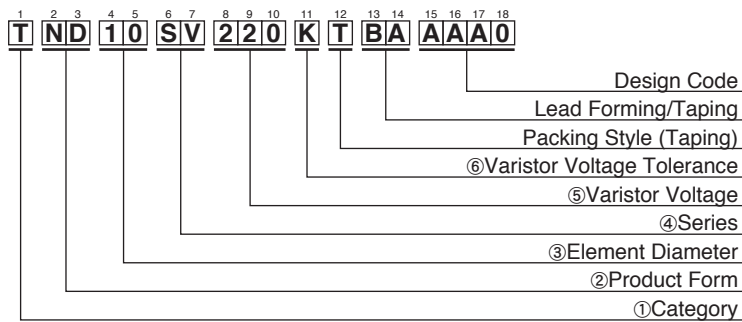 1 2 3 4 5 6 7 8 9 10 11 12 13 14 15 16 17 18
T ND 10 SV 220 K T BA AAA0
Design Code
Lead Forming/Taping
Packing Style (Taping)
⑥Varistor Voltage Tolerance
⑤Varistor Voltage
④Series
③Element Diameter
②Product Form
①Category